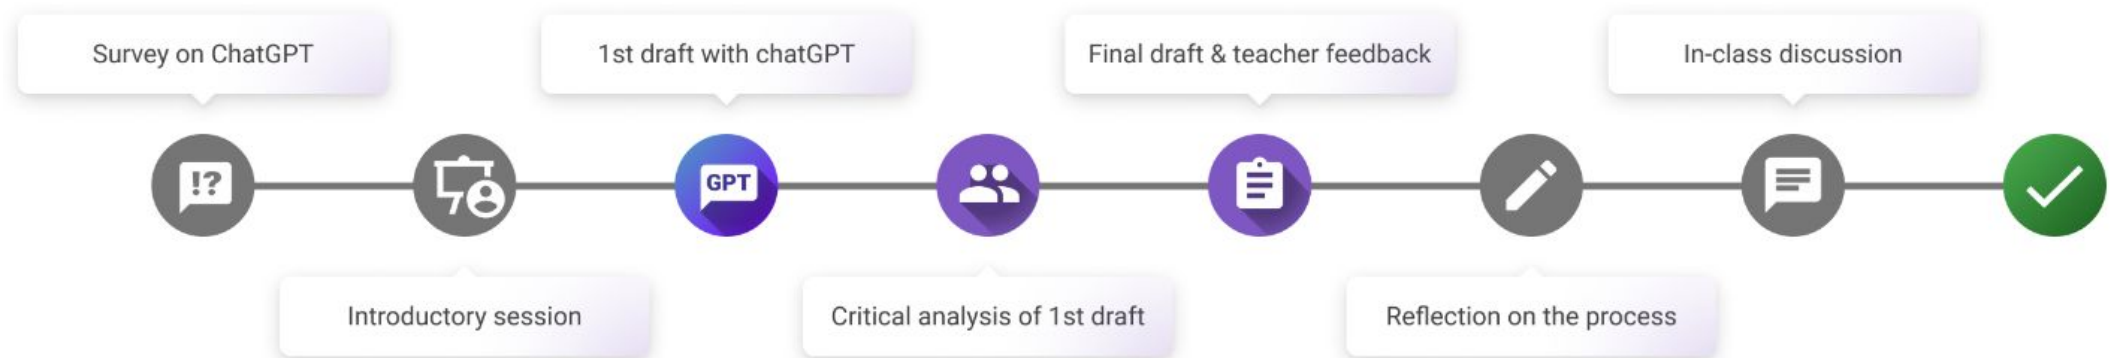 Survey on ChatGPT
1st draft with chatGPT
Final draft & teacher feedback
In-class discussion
!?
GPT
Introductory session
Critical analysis of 1st draft
Reflection on the process